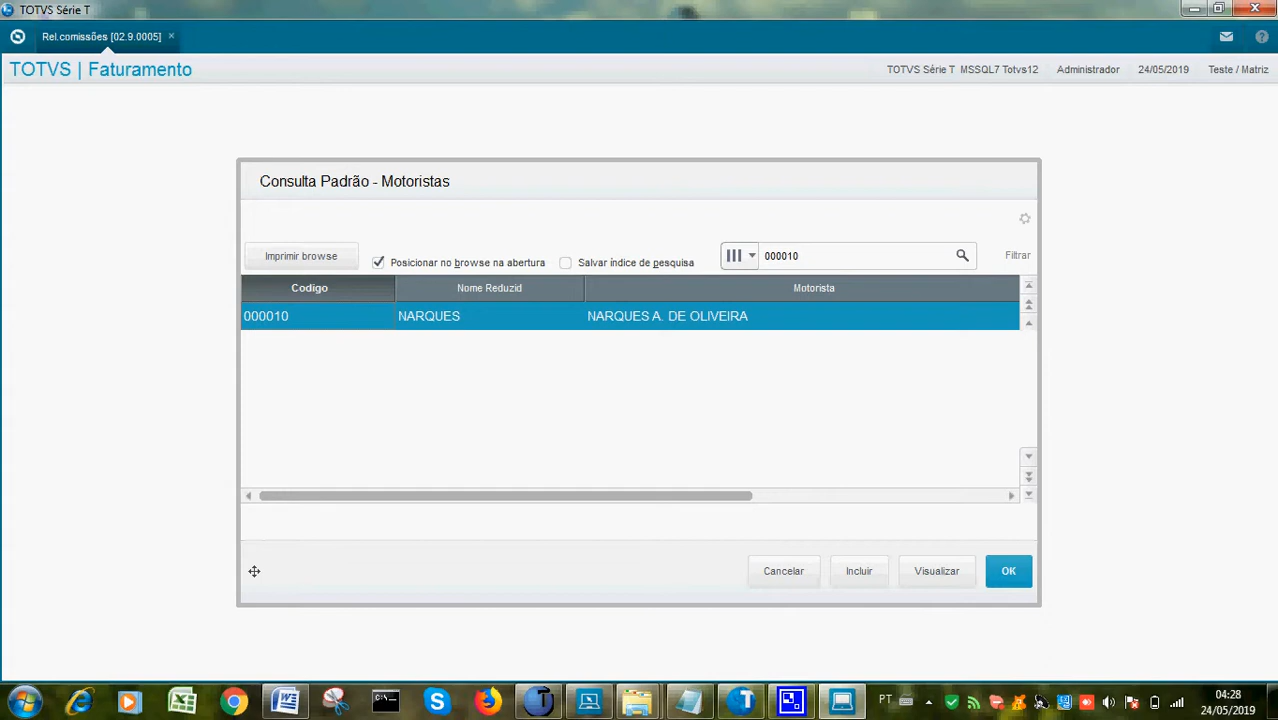 TOTVS Série T
Rel.comissões [02.9.0005]
TOTVS | Faturamento
TOTVS Série T MSSQL7 Totvs12 Administrador 24/05/2019 Teste / Matriz
Consulta Padrão - Motoristas
Imprimir browse
Posicionar no browse na abertura
Salvar índice de pesquisa
000010
Filtrar
Codigo Nome Reduzid Motorista
000010 NARQUES NARQUES A. DE OLIVEIRA
Cancelar Incluir Visualizar OK
PT
04:28
24/05/2019